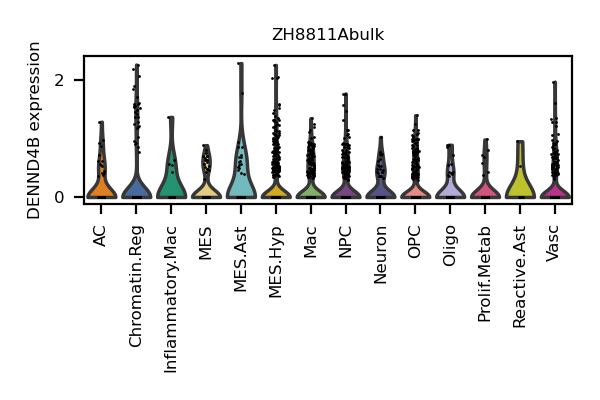 ZH8811Abulk
DENND4B expression
2
0
AC
Chromatin.Reg
Inflammatory.Mac
MES
MES.Ast
MES.Hyp
Mac
NPC
Neuron
OPC
Oligo
Prolif.Metab
Reactive.Ast
Vasc